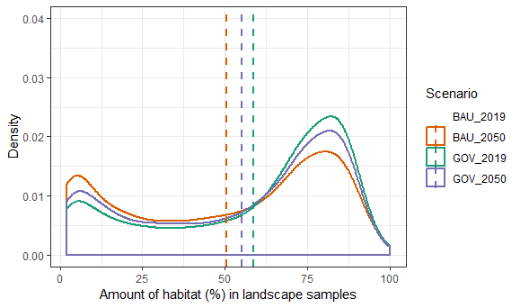 0.04
0.03
0.02
0.01
0.00
Density
0
25
50
75
100
Amount of habitat (%) in landscape samples
Scenario
BAU_2019
BAU_2050
GOV_2019
GOV_2050